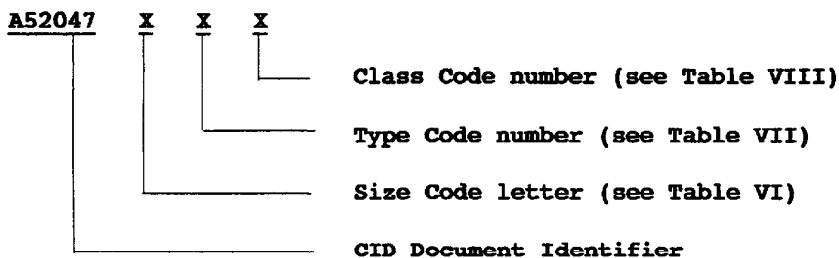 A52047 X X X
Class Code number (see Table VIII)
Type Code number (see Table VII)
Size Code letter (see Table VI)
CID Document Identifier